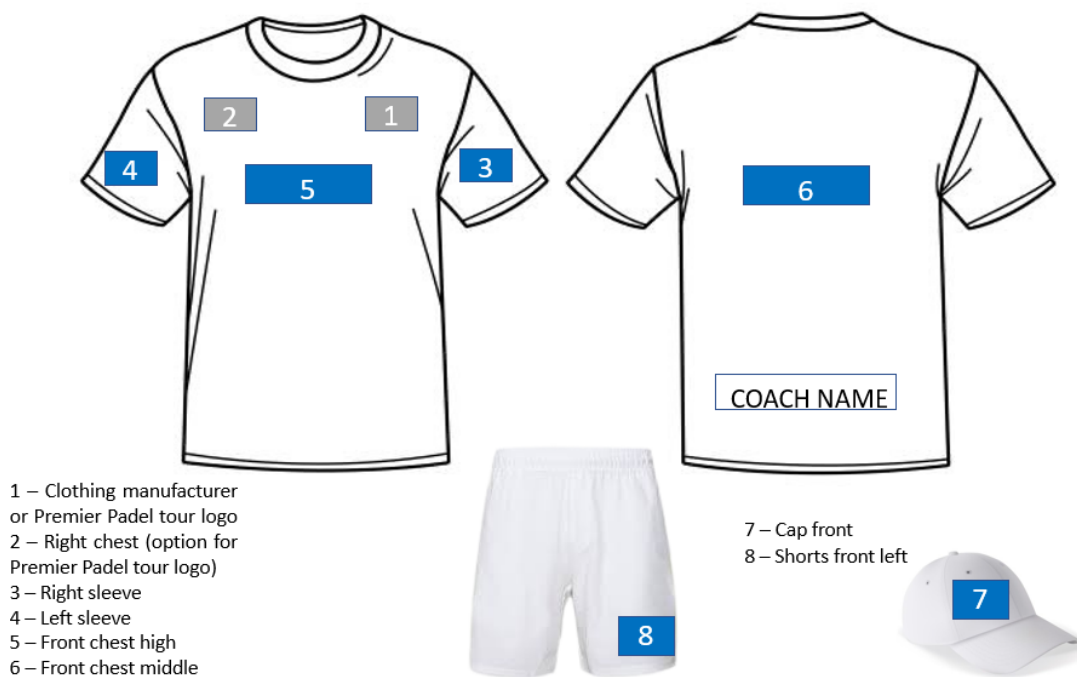 2
1
4
5
3
6
COACH NAME
1 – Clothing manufacturer
or Premier Padel tour logo
2 – Right chest (option for
Premier Padel tour logo)
3 – Right sleeve
4 – Left sleeve
5 – Front chest high
6 – Front chest middle
8
7 – Cap front
8 – Shorts front left
7